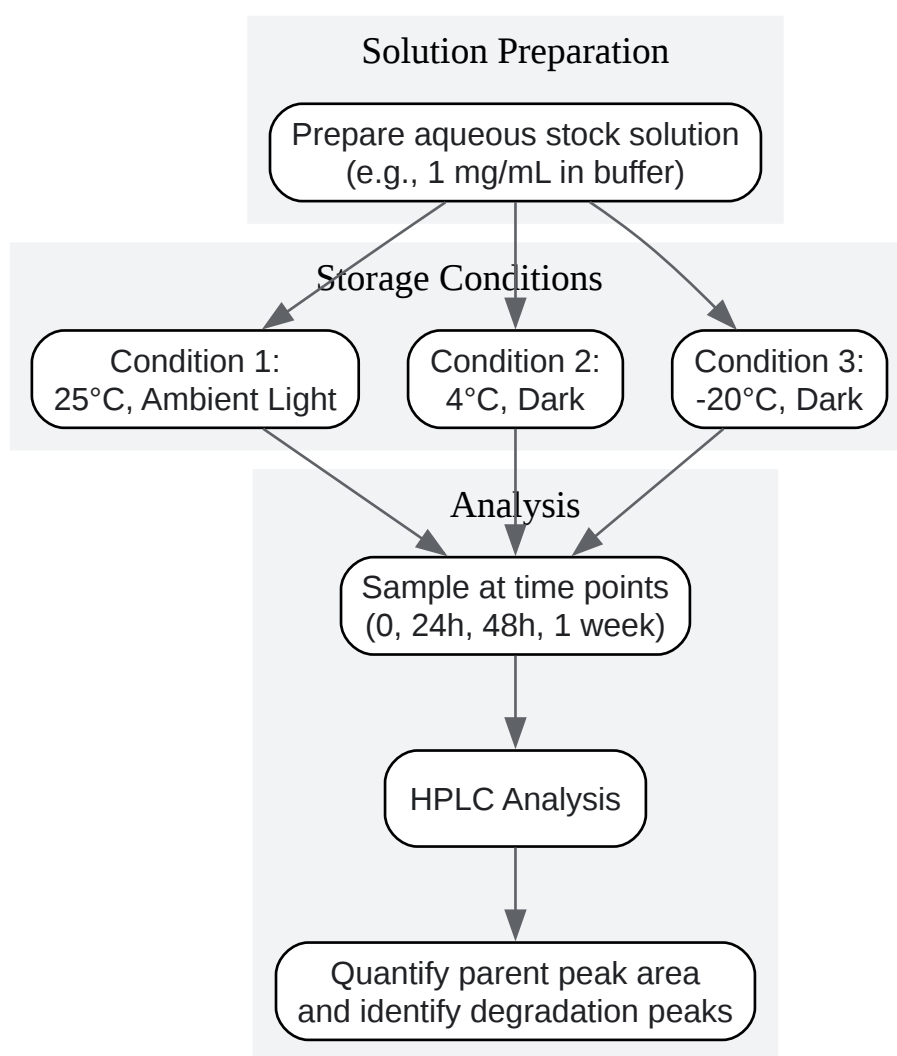 Solution Preparation
Prepare aqueous stock solution
(e.g., 1 mg/mL in buffer)
Storage Conditions
Condition 1:
25°C, Ambient Light
Condition 2:
4°C, Dark
Condition 3:
-20°C, Dark
Analysis
Sample at time points
(0, 24h, 48h, 1 week)
HPLC Analysis
Quantify parent peak area
and identify degradation peaks